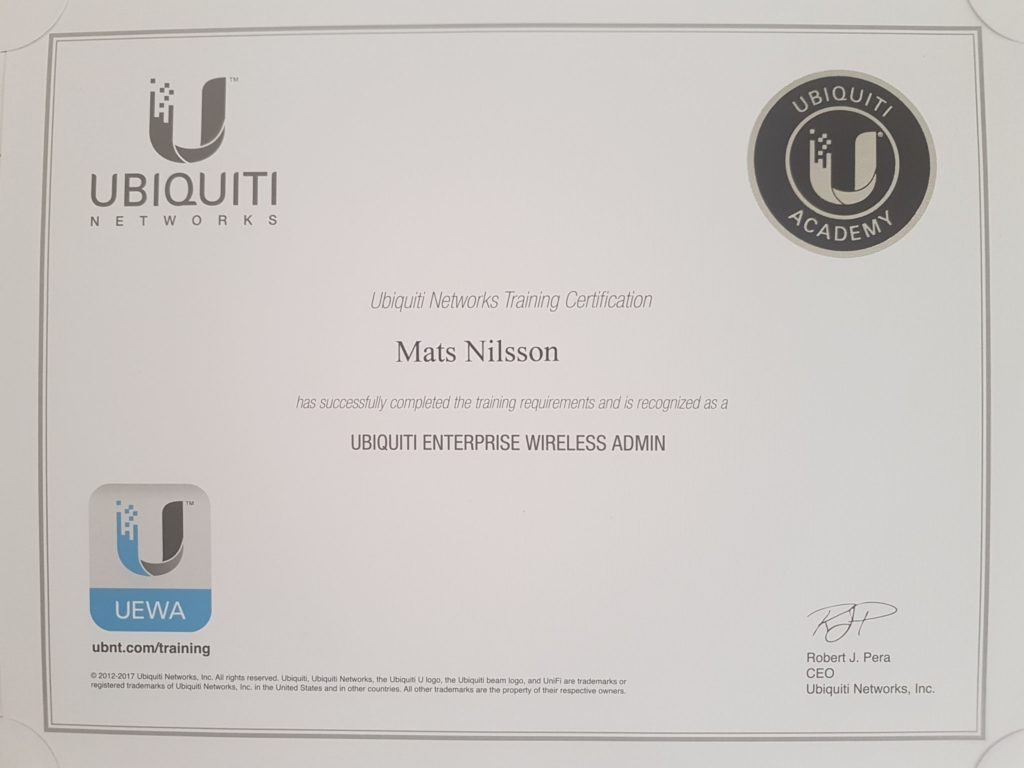 UBIQUITI
NETWORKS
UBIQUITI
ACADEMY
Ubiquiti Networks Training Certification
Mats Nilsson
has successfully completed the training requirements and is recognized as a
UBIQUITI ENTERPRISE WIRELESS ADMIN
TM
UEWA
ubnt.com/training
© 2012-2017 Ubiquiti Networks, Inc. All rights reserved. Ubiquiti, Ubiquiti Networks, the Ubiquiti U logo, the Ubiquiti beam logo, and UniFi are trademarks or
registered trademarks of Ubiquiti Networks, Inc. in the United States and in other countries. All other trademarks are the property of their respective owners.
RJP
Robert J. Pera
CEO
Ubiquiti Networks, Inc.